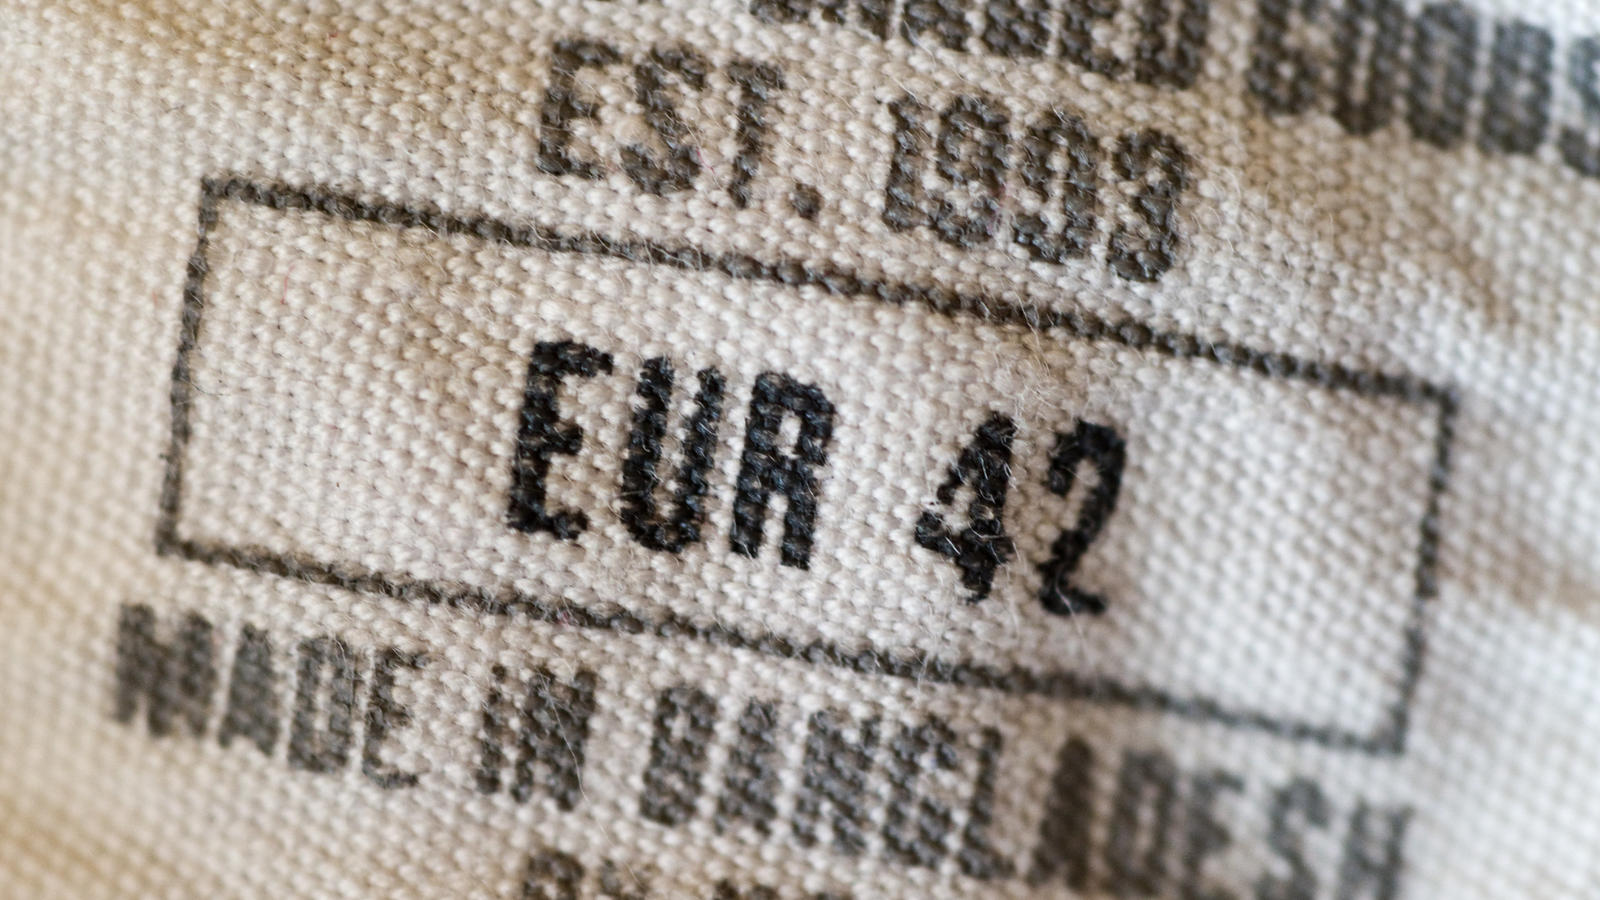 EST. 1993
EUR 42
MADE IN BANGLADESH